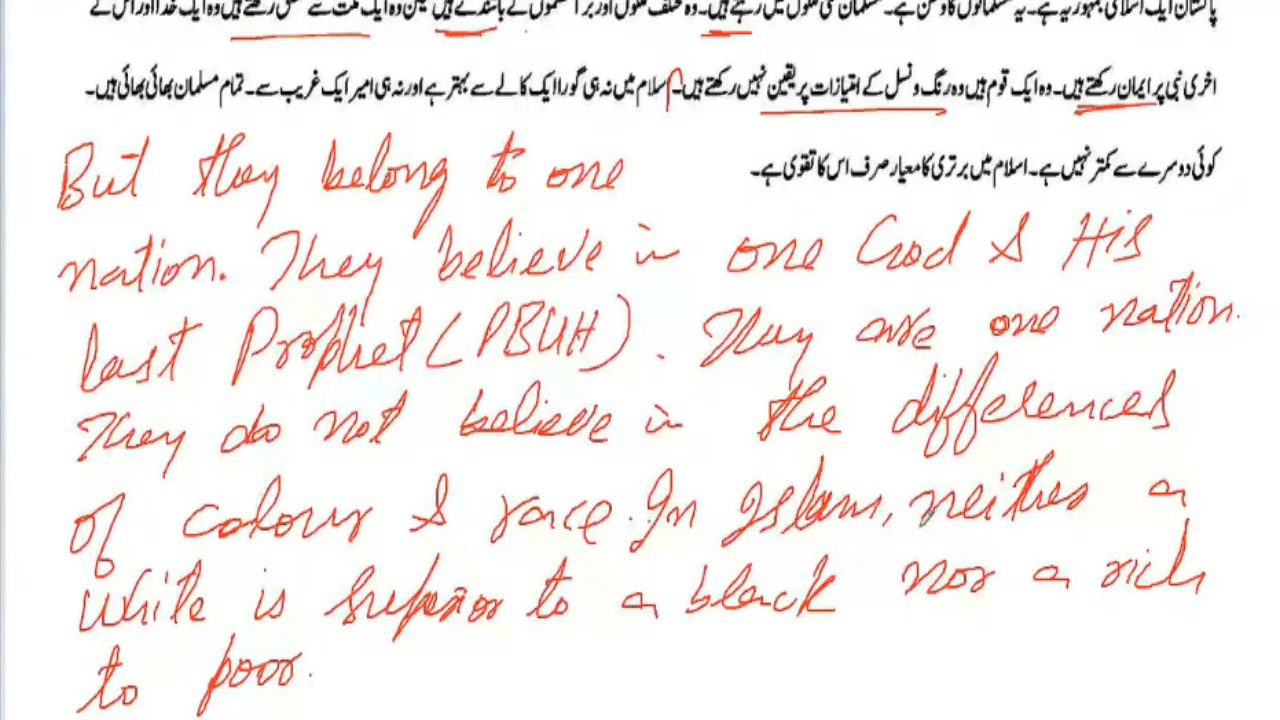 پاکستان ایک اسلامی جمہوریہ ہے۔ یہ مسلمانوں کا وطن ہے۔ مسلمان کئی ملکوں میں رہتے ہیں۔ وہ مختلف ملکوں اور براعظموں کے باشندے ہیں لیکن وہ ایک ملت سے تعلق رکھتے ہیں وہ ایک خدا اور اس کے
اخری نبی پر ایمان رکھتے ہیں۔ وہ ایک قوم ہیں وہ رنگ و نسل کے امتیازات پر یقین نہیں رکھتے ہیں۔ اسلام میں نہ ہی گورا ایک کالے سے بہتر ہے اور نہ ہی امیر ایک غریب سے۔ تمام مسلمان بھائی بھائی ہیں۔
کوئی دوسرے سے کمتر نہیں ہے۔ اسلام میں برتری کا معیار صرف اس کا تقوی ہے۔
But they belong to one
nation. They believe in one God & His
last Prophet (PBUH). They are one nation.
They do not believe in the differences
of colour & race. In Islam, neither a
white is superior to a black nor a rich
to poor.